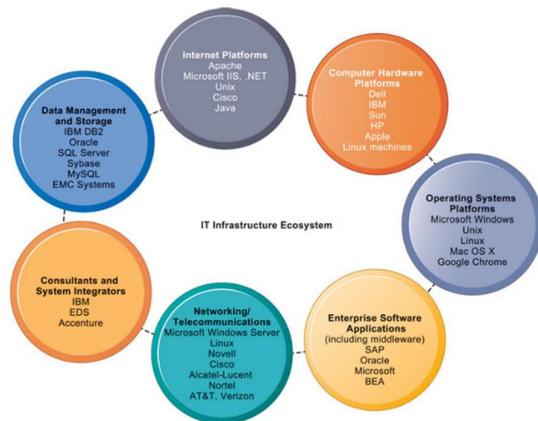 Internet Platforms
Apache
Microsoft IIS, .NET
Unix
Cisco
Java
Computer Hardware
Platforms
Dell
IBM
Sun
HP
Apple
Linux machines
Data Management
and Storage
IBM DB2
Oracle
SQL Server
Sybase
MySQL
EMC Systems
Operating Systems
Platforms
Microsoft Windows
Unix
Linux
Mac OS X
Google Chrome
IT Infrastructure Ecosystem
Consultants and
System Integrators
IBM
EDS
Accenture
Networking/
Telecommunications
Microsoft Windows Server
Linux
Novell
Cisco
Alcatel-Lucent
Nortel
AT&T, Verizon
Enterprise Software
Applications
(including middleware)
SAP
Oracle
Microsoft
BEA